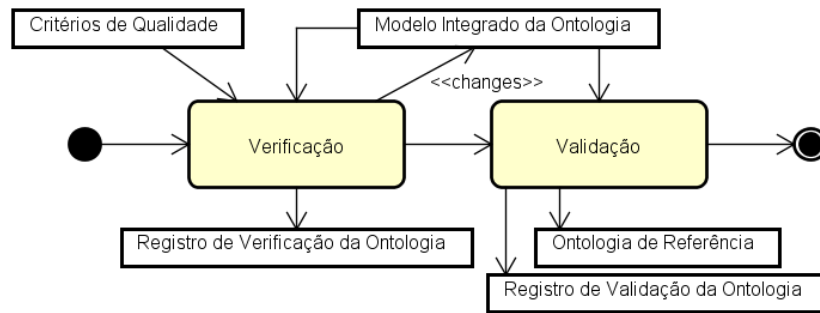 Critérios de Qualidade
Modelo Integrado da Ontologia
<<changes>>
Verificação
Validação
Registro de Verificação da Ontologia
Ontologia de Referência
Registro de Validação da Ontologia